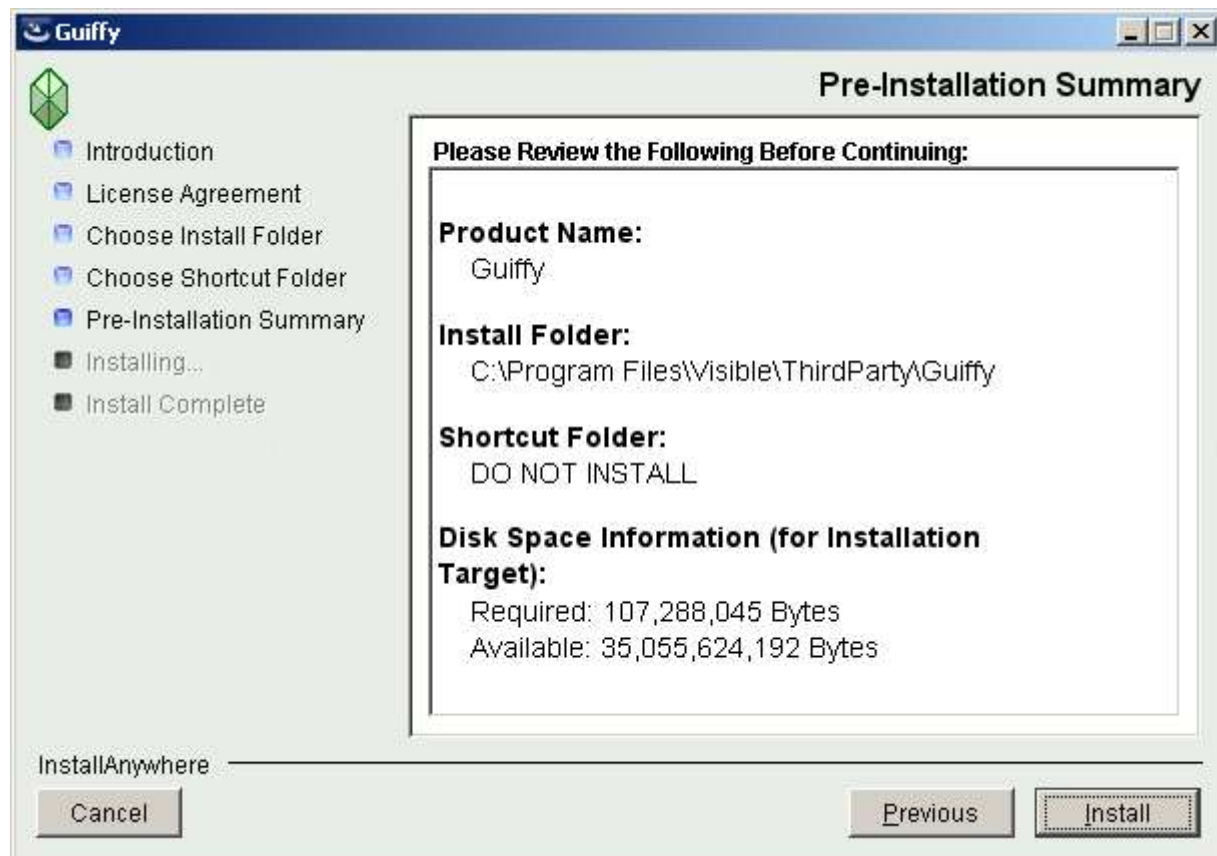 Guiffy
Pre-Installation Summary
Introduction
License Agreement
Choose Install Folder
Choose Shortcut Folder
Pre-Installation Summary
Installing...
Install Complete
Please Review the Following Before Continuing:
Product Name:
Guiffy
Install Folder:
C:\Program Files\Visible\ThirdParty\Guiffy
Shortcut Folder:
DO NOT INSTALL
Disk Space Information (for Installation
Target):
Required: 107,288,045 Bytes
Available: 35,055,624,192 Bytes
InstallAnywhere
Cancel
Previous
Install